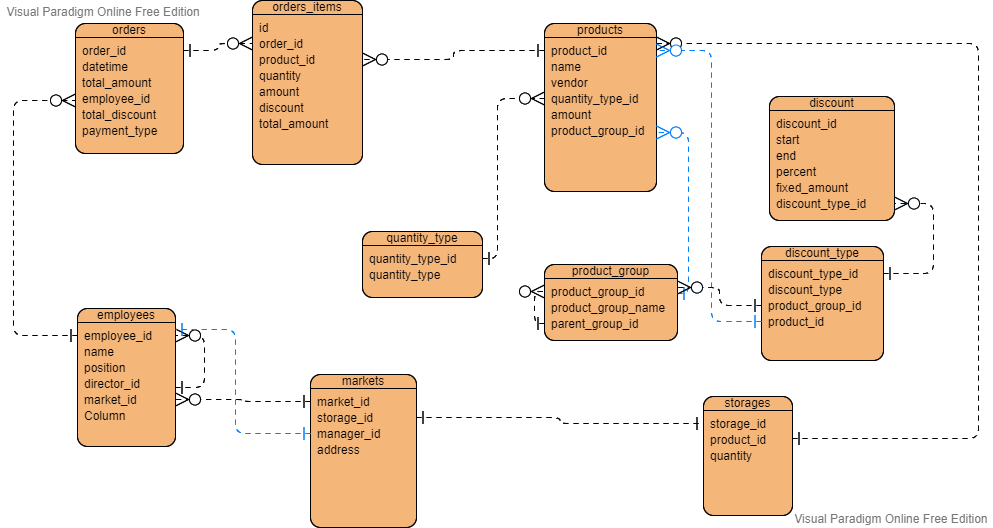 Visual Paradigm Online Free Edition
orders
order_id
datetime
total_amount
employee_id
total_discount
payment_type
orders_items
id
order_id
product_id
quantity
amount
discount
total_amount
products
product_id
name
vendor
quantity_type_id
amount
product_group_id
discount
discount_id
start
end
percent
fixed_amount
discount_type_id
quantity_type
quantity_type_id
quantity_type
product_group
product_group_id
product_group_name
parent_group_id
discount_type
discount_type_id
discount_type
product_group_id
product_id
employees
employee_id
name
position
director_id
market_id
Column
markets
market_id
storage_id
manager_id
address
storages
storage_id
product_id
quantity
Visual Paradigm Online Free Edition